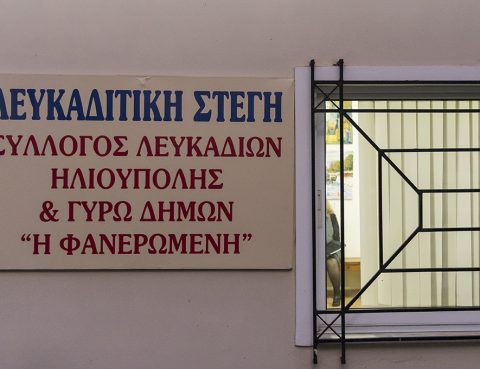 ΛΕΥΚΑΔΙΤΙΚΗ ΣΤΕΓΗ
ΣΥΛΛΟΓΟΣ ΛΕΥΚΑΔΙΩΝ
ΗΛΙΟΥΠΟΛΗΣ
& ΓΥΡΩ ΔΗΜΩΝ
“Η ΦΑΝΕΡΩΜΕΝΗ”